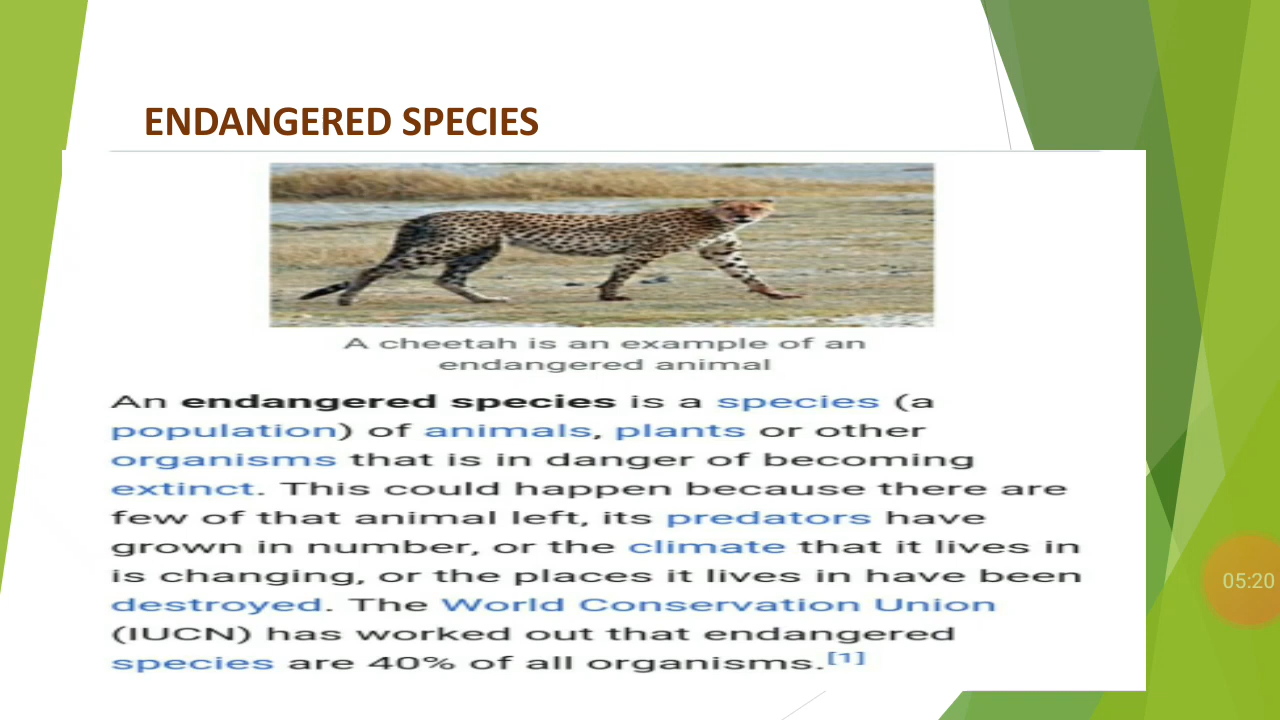 ENDANGERED SPECIES
A cheetah is an example of an
endangered animal
An endangered species is a species (a
population) of animals, plants or other
organisms that is in danger of becoming
extinct. This could happen because there are
few of that animal left, its predators have
grown in number, or the climate that it lives in
is changing, or the places it lives in have been
destroyed. The World Conservation Union
(IUCN) has worked out that endangered
species are 40% of all organisms.[1]
05:20